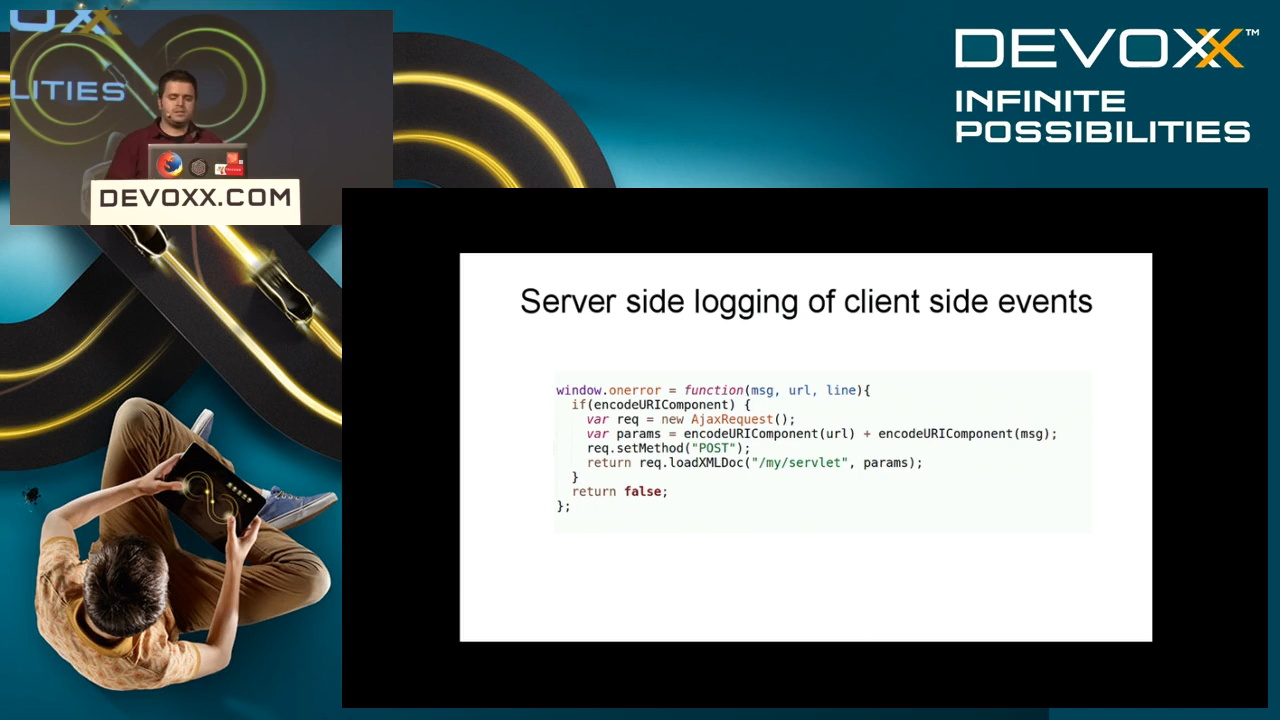 UXX
LITIES
DEVOXX.COM
DEVOXX™
INFINITE
POSSIBILITIES
Server side logging of client side events
window.onerror = function(msg, url, line){
if(encodeURIComponent) {
var req = new AjaxRequest();
var params = encodeURIComponent(url) + encodeURIComponent(msg);
req.setMethod("POST");
return req.loadXMLDoc("/my/servlet", params);
}
return false;
};